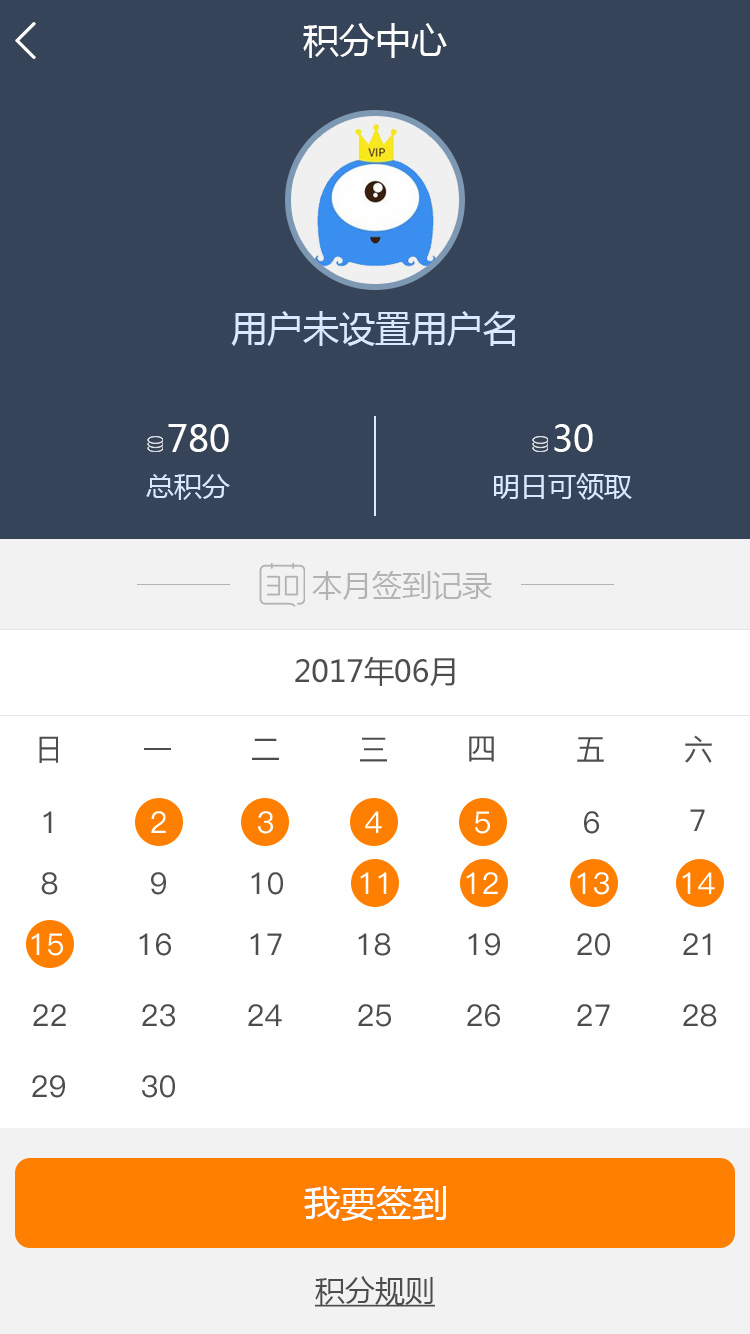 积分中心
VIP
用户未设置用户名
780 30
总积分 明日可领取
30 本月签到记录
2017年06月
日 一 二 三 四 五 六
1 2 3 4 5 6 7
8 9 10 11 12 13 14
15 16 17 18 19 20 21
22 23 24 25 26 27 28
29 30
我要签到
积分规则